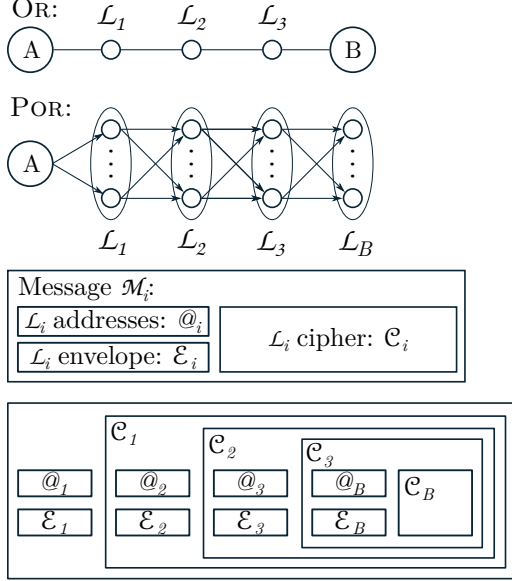 OR:
ℒ1 ℒ2 ℒ3
A B
POR:
A
⋮ ⋮ ⋮ ⋮
ℒ1 ℒ2 ℒ3 ℒB
Message ℳi:
ℒi addresses: @i
ℒi envelope: ℰi
ℒi cipher: 𝒞i
𝒞1
𝒞2
𝒞3
@1 @2 @3 @B 𝒞B
ℰ1 ℰ2 ℰ3 ℰB